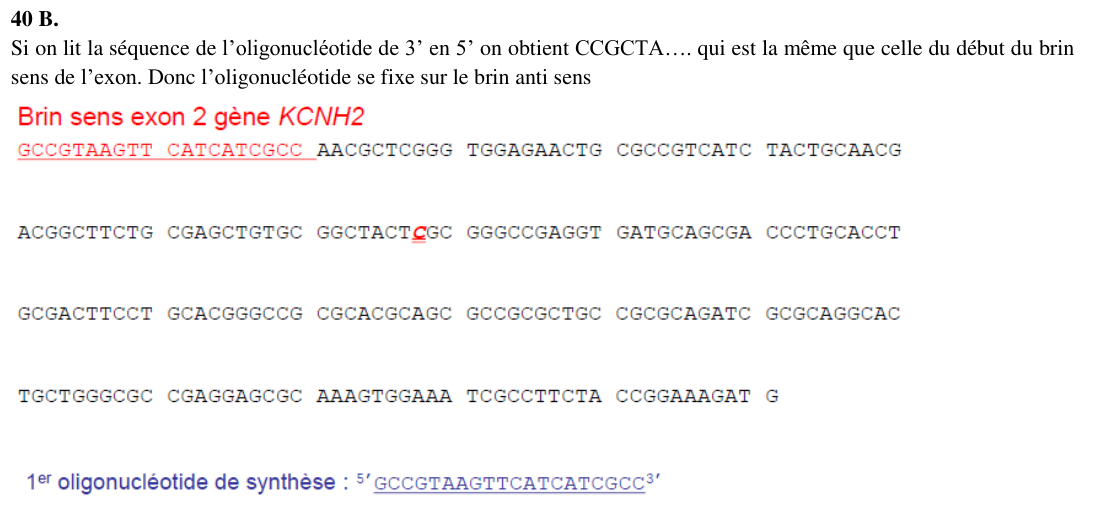 40 B.
Si on lit la séquence de l’oligonucléotide de 3’ en 5’ on obtient CCGCTA…. qui est la même que celle du début du brin
sens de l’exon. Donc l’oligonucléotide se fixe sur le brin anti sens
Brin sens exon 2 gène KCNH2
GCCGTAAGTT CATCATCGCC AACGCTCGGG TGGAGAACTG CGCCGTCATC TACTGCAACG
ACGGCTTCTG CGAGCTGTGC GGCTACTCGC GGGCCGAGGT GATGCAGCGA CCCTGCACCT
GCGACTTCCT GCACGGGCCG CGCACGCAGC GCCGCGCTGC CGCGCAGATC GCGCAGGCAC
TGCTGGGCGC CGAGGAGCGC AAAGTGGAAA TCGCCTTCTA CCGGAAAGAT G
1er oligonucléotide de synthèse : 5’GCCGTAAGTTCATCATCGCC3’